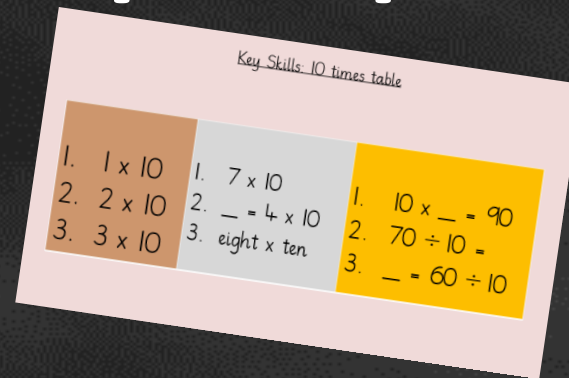 Key Skills: 10 times table
1. 1 x 10
2. 2 x 10
3. 3 x 10
1. 7 x 10
2. __ = 4 x 10
3. eight x ten
1. 10 x __ = 90
2. 70 ÷ 10 =
3. __ = 60 ÷ 10